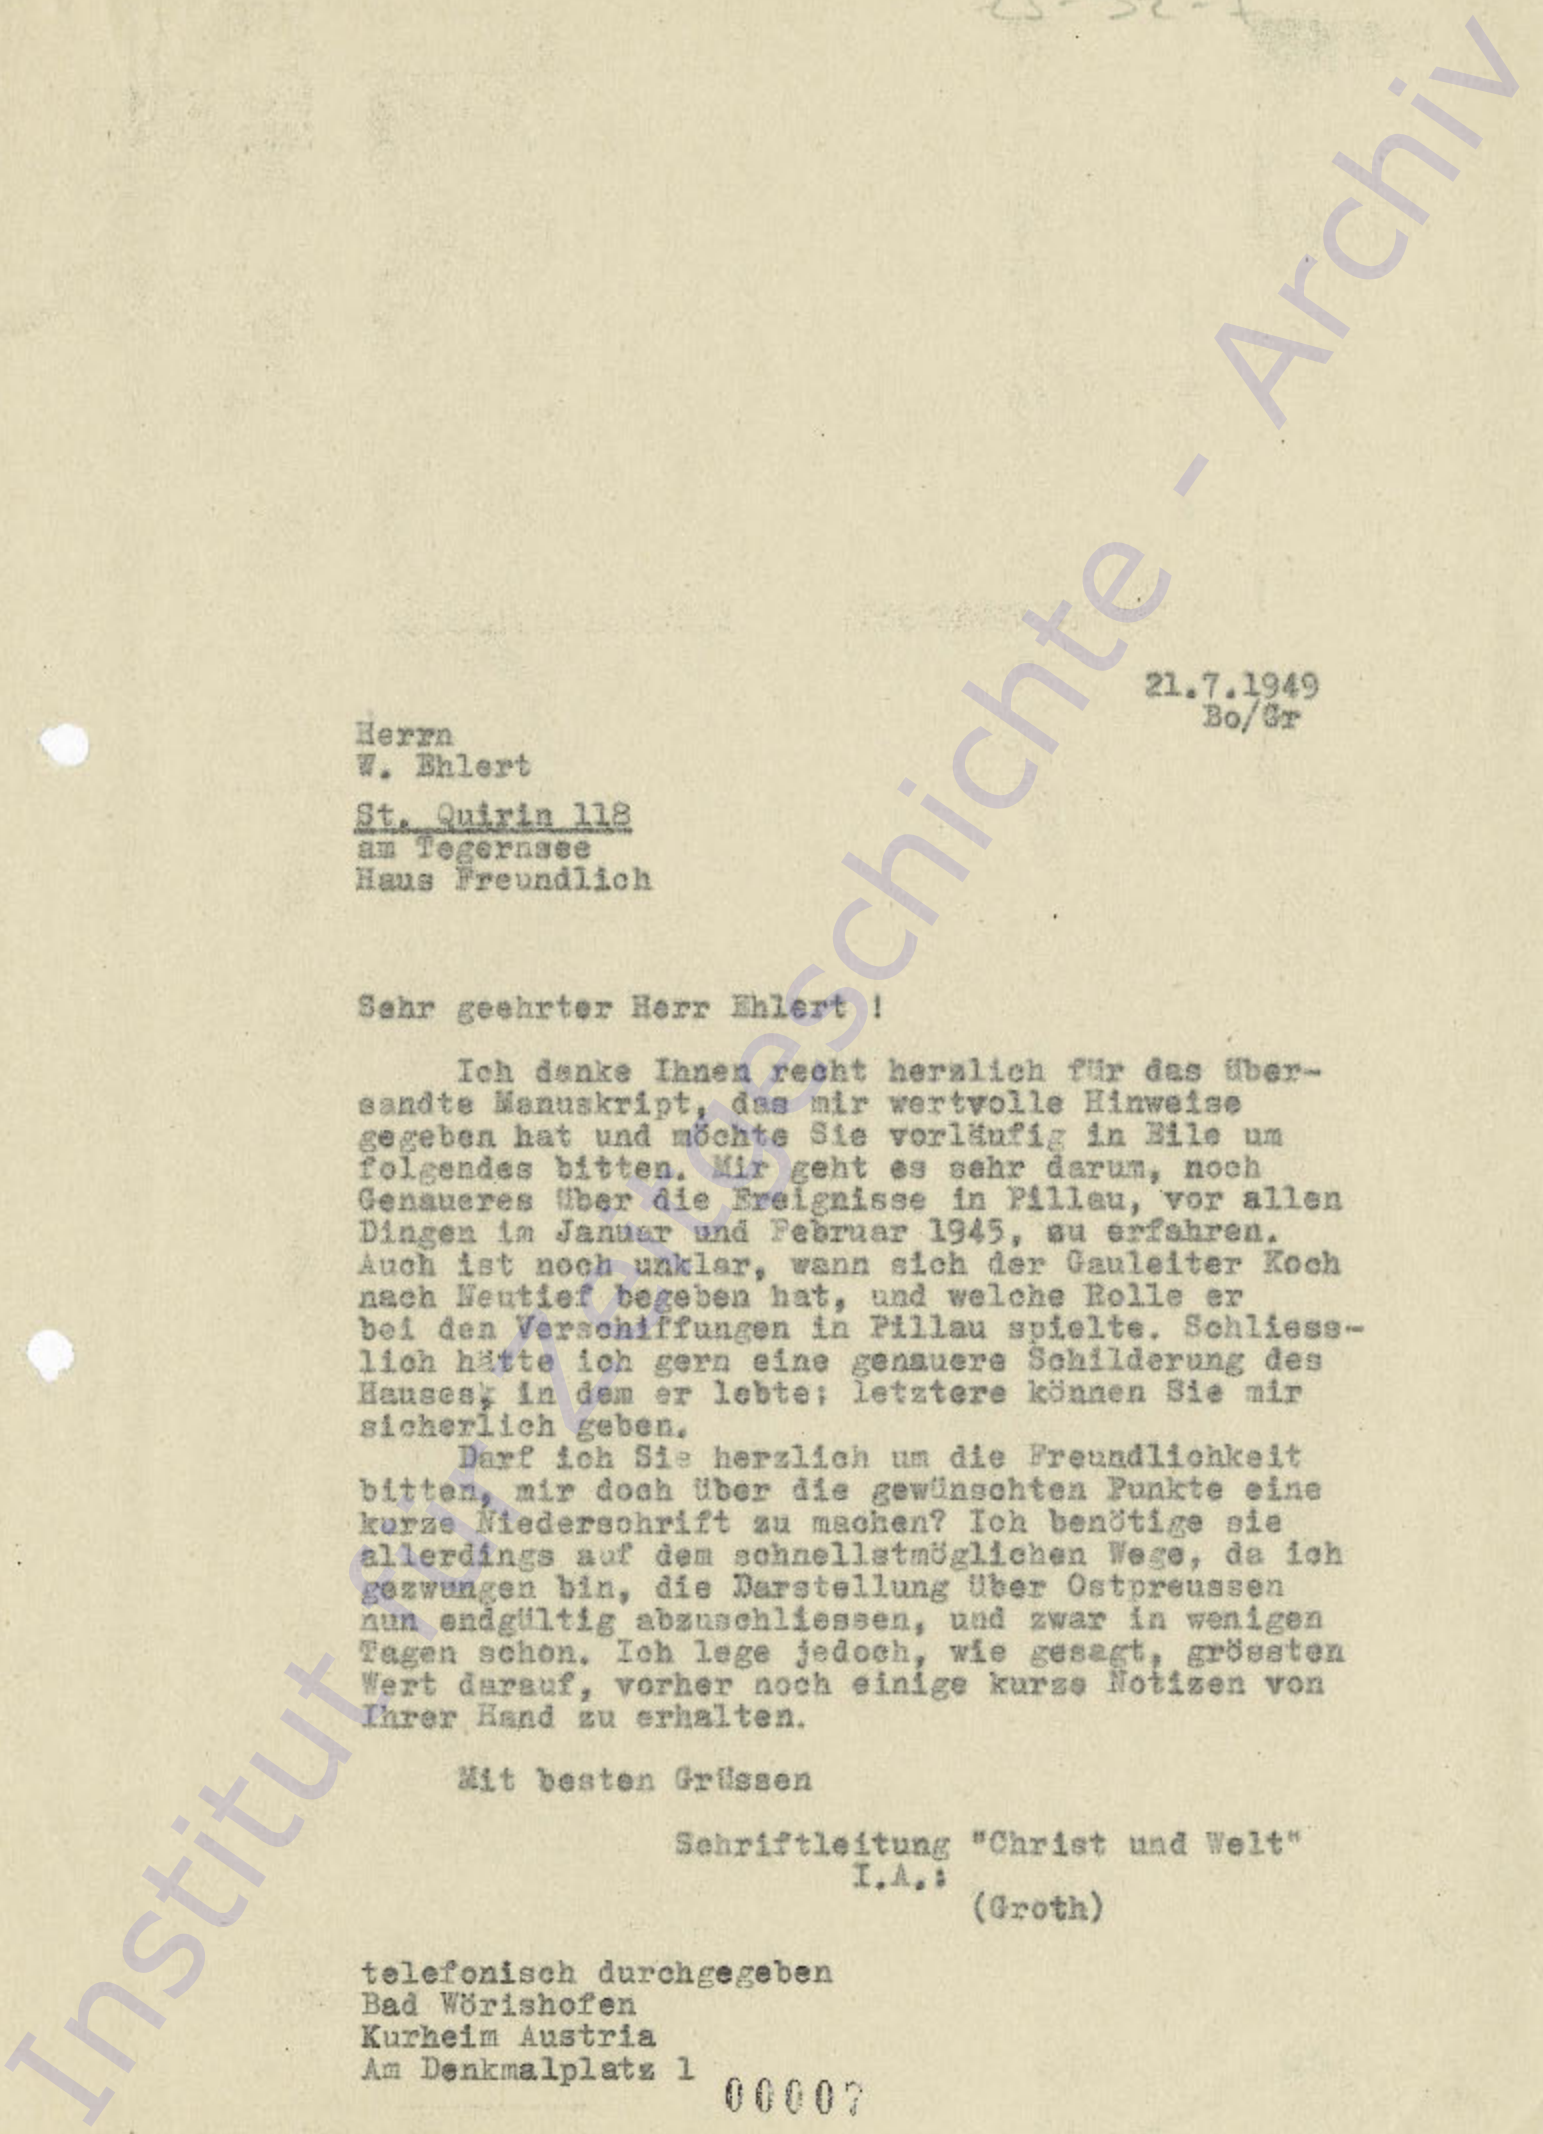 21.7.1949
Bo/Gr
Herrn
W. Ehlert
St. Quirin 118
am Tegernsee
Haus Freundlich
Sehr geehrter Herr Ehlert !
Ich danke Ihnen recht herzlich für das über-
sandte Manuskript, das mir wertvolle Hinweise
gegeben hat und möchte Sie vorläufig in Eile um
folgendes bitten. Mir geht es sehr darum, noch
Genaueres über die Ereignisse in Pillau, vor allen
Dingen im Januar und Februar 1945, zu erfahren.
Auch ist noch unklar, wann sich der Gauleiter Koch
nach Neutief begeben hat, und welche Rolle er
bei den Verschiffungen in Pillau spielte. Schliess-
lich hätte ich gern eine genauere Schilderung des
Hauses, in dem er lebte; letztere können Sie mir
sicherlich geben.
Darf ich Sie herzlich um die Freundlichkeit
bitten, mir doch über die gewünschten Punkte eine
kurze Niederschrift zu machen? Ich benötige sie
allerdings auf dem schnellstmöglichen Wege, da ich
gezwungen bin, die Darstellung über Ostpreussen
nun endgültig abzuschliessen, und zwar in wenigen
Tagen schon. Ich lege jedoch, wie gesagt, grössten
Wert darauf, vorher noch einige kurze Notizen von
Ihrer Hand zu erhalten.
Mit besten Grüssen
Schriftleitung "Christ und Welt"
I.A.:
(Groth)
telefonisch durchgegeben
Bad Wörishofen
Kurheim Austria
Am Denkmalplatz 1
00007
Institut für Zeitgeschichte - Archiv